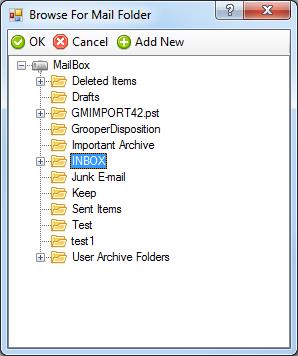 Browse For Mail Folder
OK Cancel Add New
MailBox
Deleted Items
Drafts
GMIMPORT42.pst
GrooperDisposition
Important Archive
INBOX
Junk E-mail
Keep
Sent Items
Test
test1
User Archive Folders